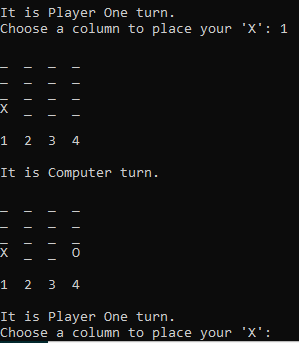 It is Player One turn.
Choose a column to place your 'X': 1
_ _ _ _
_ _ _ _
_ _ _ _
X _ _ _
1 2 3 4
It is Computer turn.
_ _ _ _
_ _ _ _
_ _ _ _
X _ _ O
1 2 3 4
It is Player One turn.
Choose a column to place your 'X':